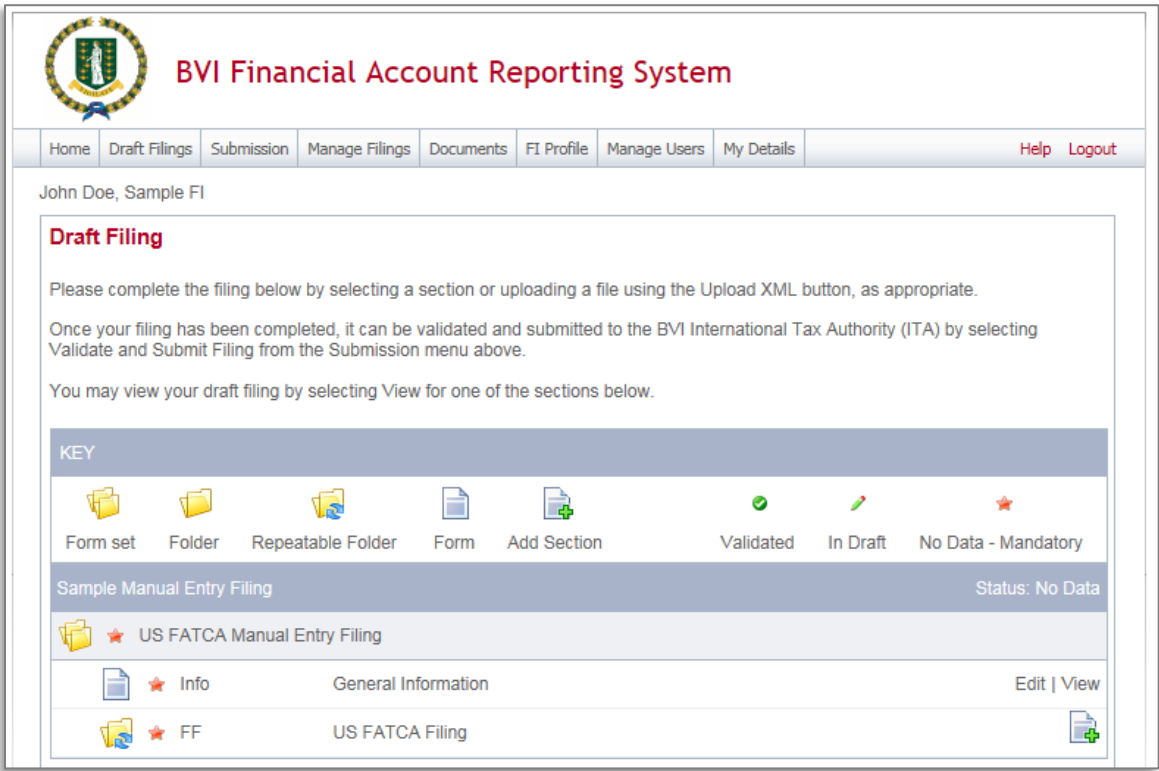 BVI Financial Account Reporting System
Home Draft Filings Submission Manage Filings Documents FI Profile Manage Users My Details Help Logout
John Doe, Sample FI
Draft Filing
Please complete the filing below by selecting a section or uploading a file using the Upload XML button, as appropriate.
Once your filing has been completed, it can be validated and submitted to the BVI International Tax Authority (ITA) by selecting
Validate and Submit Filing from the Submission menu above.
You may view your draft filing by selecting View for one of the sections below.
KEY
Form set Folder Repeatable Folder Form Add Section Validated In Draft No Data - Mandatory
Sample Manual Entry Filing Status: No Data
US FATCA Manual Entry Filing
Info General Information Edit | View
FF US FATCA Filing